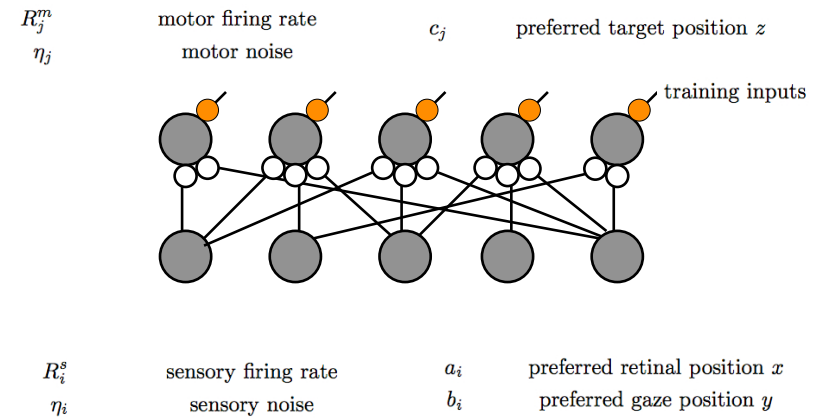 R_j^m motor firing rate c_j preferred target position z
η_j motor noise
training inputs
R_i^s sensory firing rate a_i preferred retinal position x
η_i sensory noise b_i preferred gaze position y